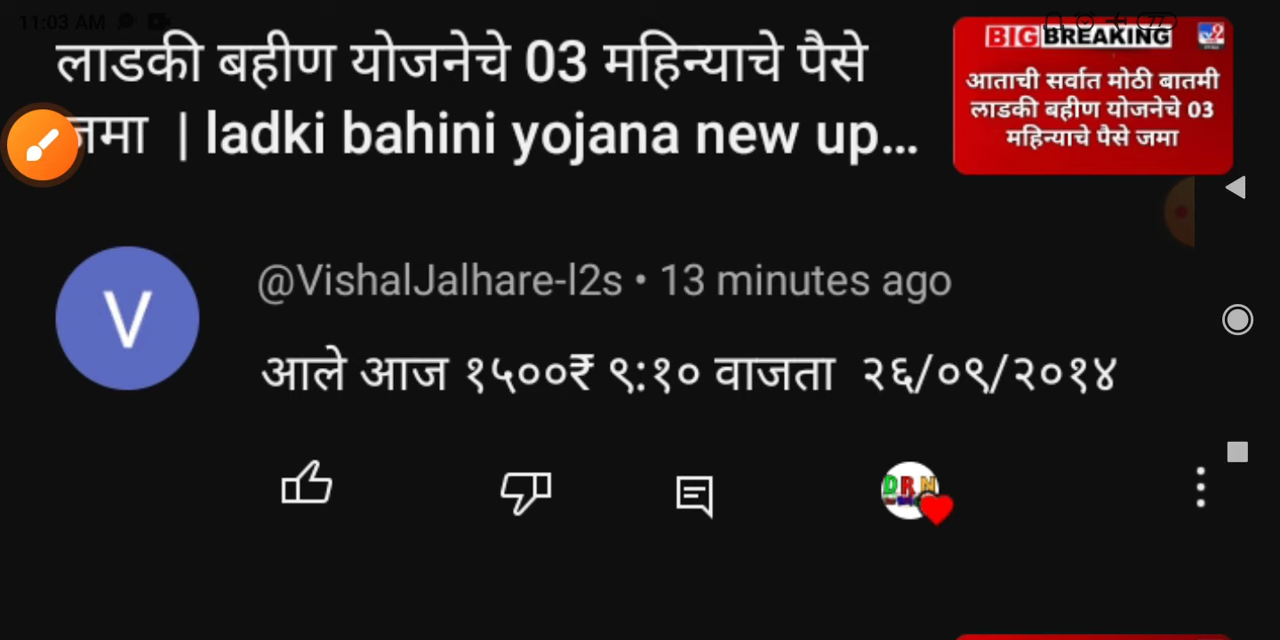 11:03 AM
77
लाडकी बहीण योजनेचे 03 महिन्याचे पैसे
जमा | ladki bahini yojana new up...
BIG BREAKING
आताची सर्वात मोठी बातमी
लाडकी बहीण योजनेचे 03
महिन्याचे पैसे जमा
V
@VishalJalhare-l2s • 13 minutes ago
आले आज १५००₹ ९:१० वाजता २६/०९/२०१४
DRN